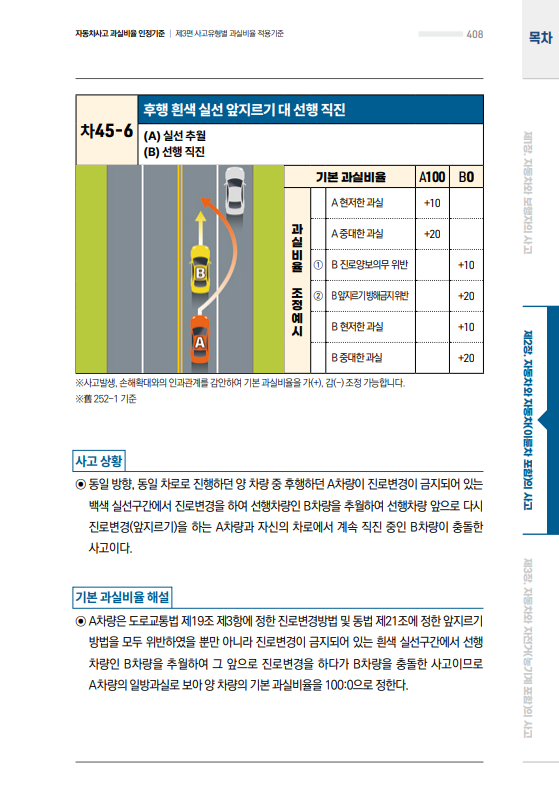 자동차사고 과실비율 인정기준 | 제3편 사고유형별 과실비율 적용기준
408
목차
차45-6
후행 흰색 실선 앞지르기 대 선행 직진
(A) 실선 추월
(B) 선행 직진
기본 과실비율 A100 B0
과실비율 조정예시
A 현저한 과실 +10
A 중대한 과실 +20
① B 진로양보의무 위반 +10
② B 앞지르기 방해금지 위반 +20
B 현저한 과실 +10
B 중대한 과실 +20
B
A
※사고발생, 손해확대와의 인과관계를 감안하여 기본 과실비율을 가(+), 감(-) 조정 가능합니다.
※舊 252-1 기준
사고 상황
◉ 동일 방향, 동일 차로로 진행하던 양 차량 중 후행하던 A차량이 진로변경이 금지되어 있는
백색 실선구간에서 진로변경을 하여 선행차량인 B차량을 추월하여 선행차량 앞으로 다시
진로변경(앞지르기)을 하는 A차량과 자신의 차로에서 계속 직진 중인 B차량이 충돌한
사고이다.
기본 과실비율 해설
◉ A차량은 도로교통법 제19조 제3항에 정한 진로변경방법 및 동법 제21조에 정한 앞지르기
방법을 모두 위반하였을 뿐만 아니라 진로변경이 금지되어 있는 흰색 실선구간에서 선행
차량인 B차량을 추월하여 그 앞으로 진로변경을 하다가 B차량을 충돌한 사고이므로
A차량의 일방과실로 보아 양 차량의 기본 과실비율을 100:0으로 정한다.
제1장. 자동차와 보행자의 사고
제2장. 자동차와 자동차(이륜차 포함)의 사고
제3장. 자동차와 자전거(농기계 포함)의 사고